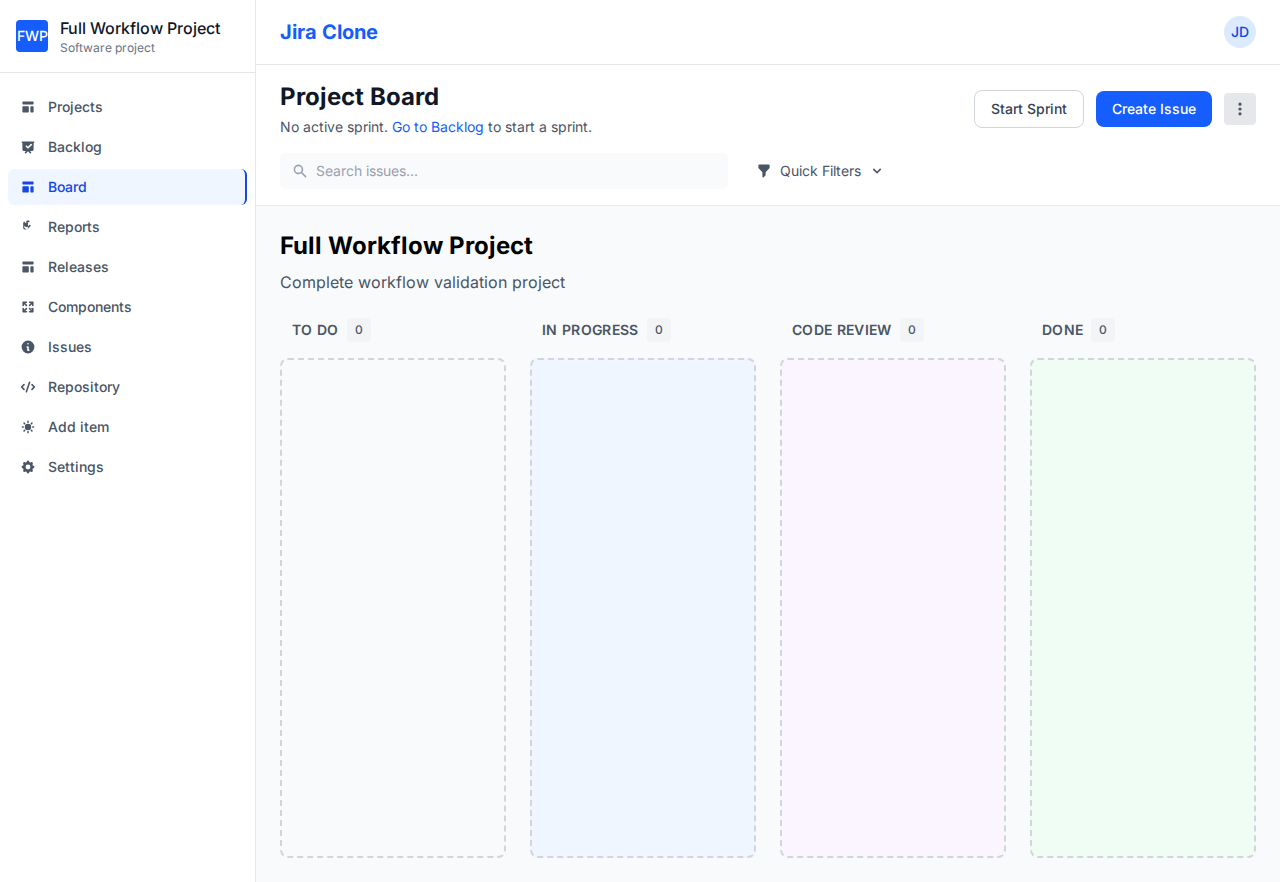 FWP
Full Workflow Project
Software project
Projects
Backlog
Board
Reports
Releases
Components
Issues
Repository
Add item
Settings
Jira Clone
JD
Project Board
No active sprint. Go to Backlog to start a sprint.
Start Sprint
Create Issue
Search issues...
Quick Filters
Full Workflow Project
Complete workflow validation project
TO DO 0
IN PROGRESS 0
CODE REVIEW 0
DONE 0